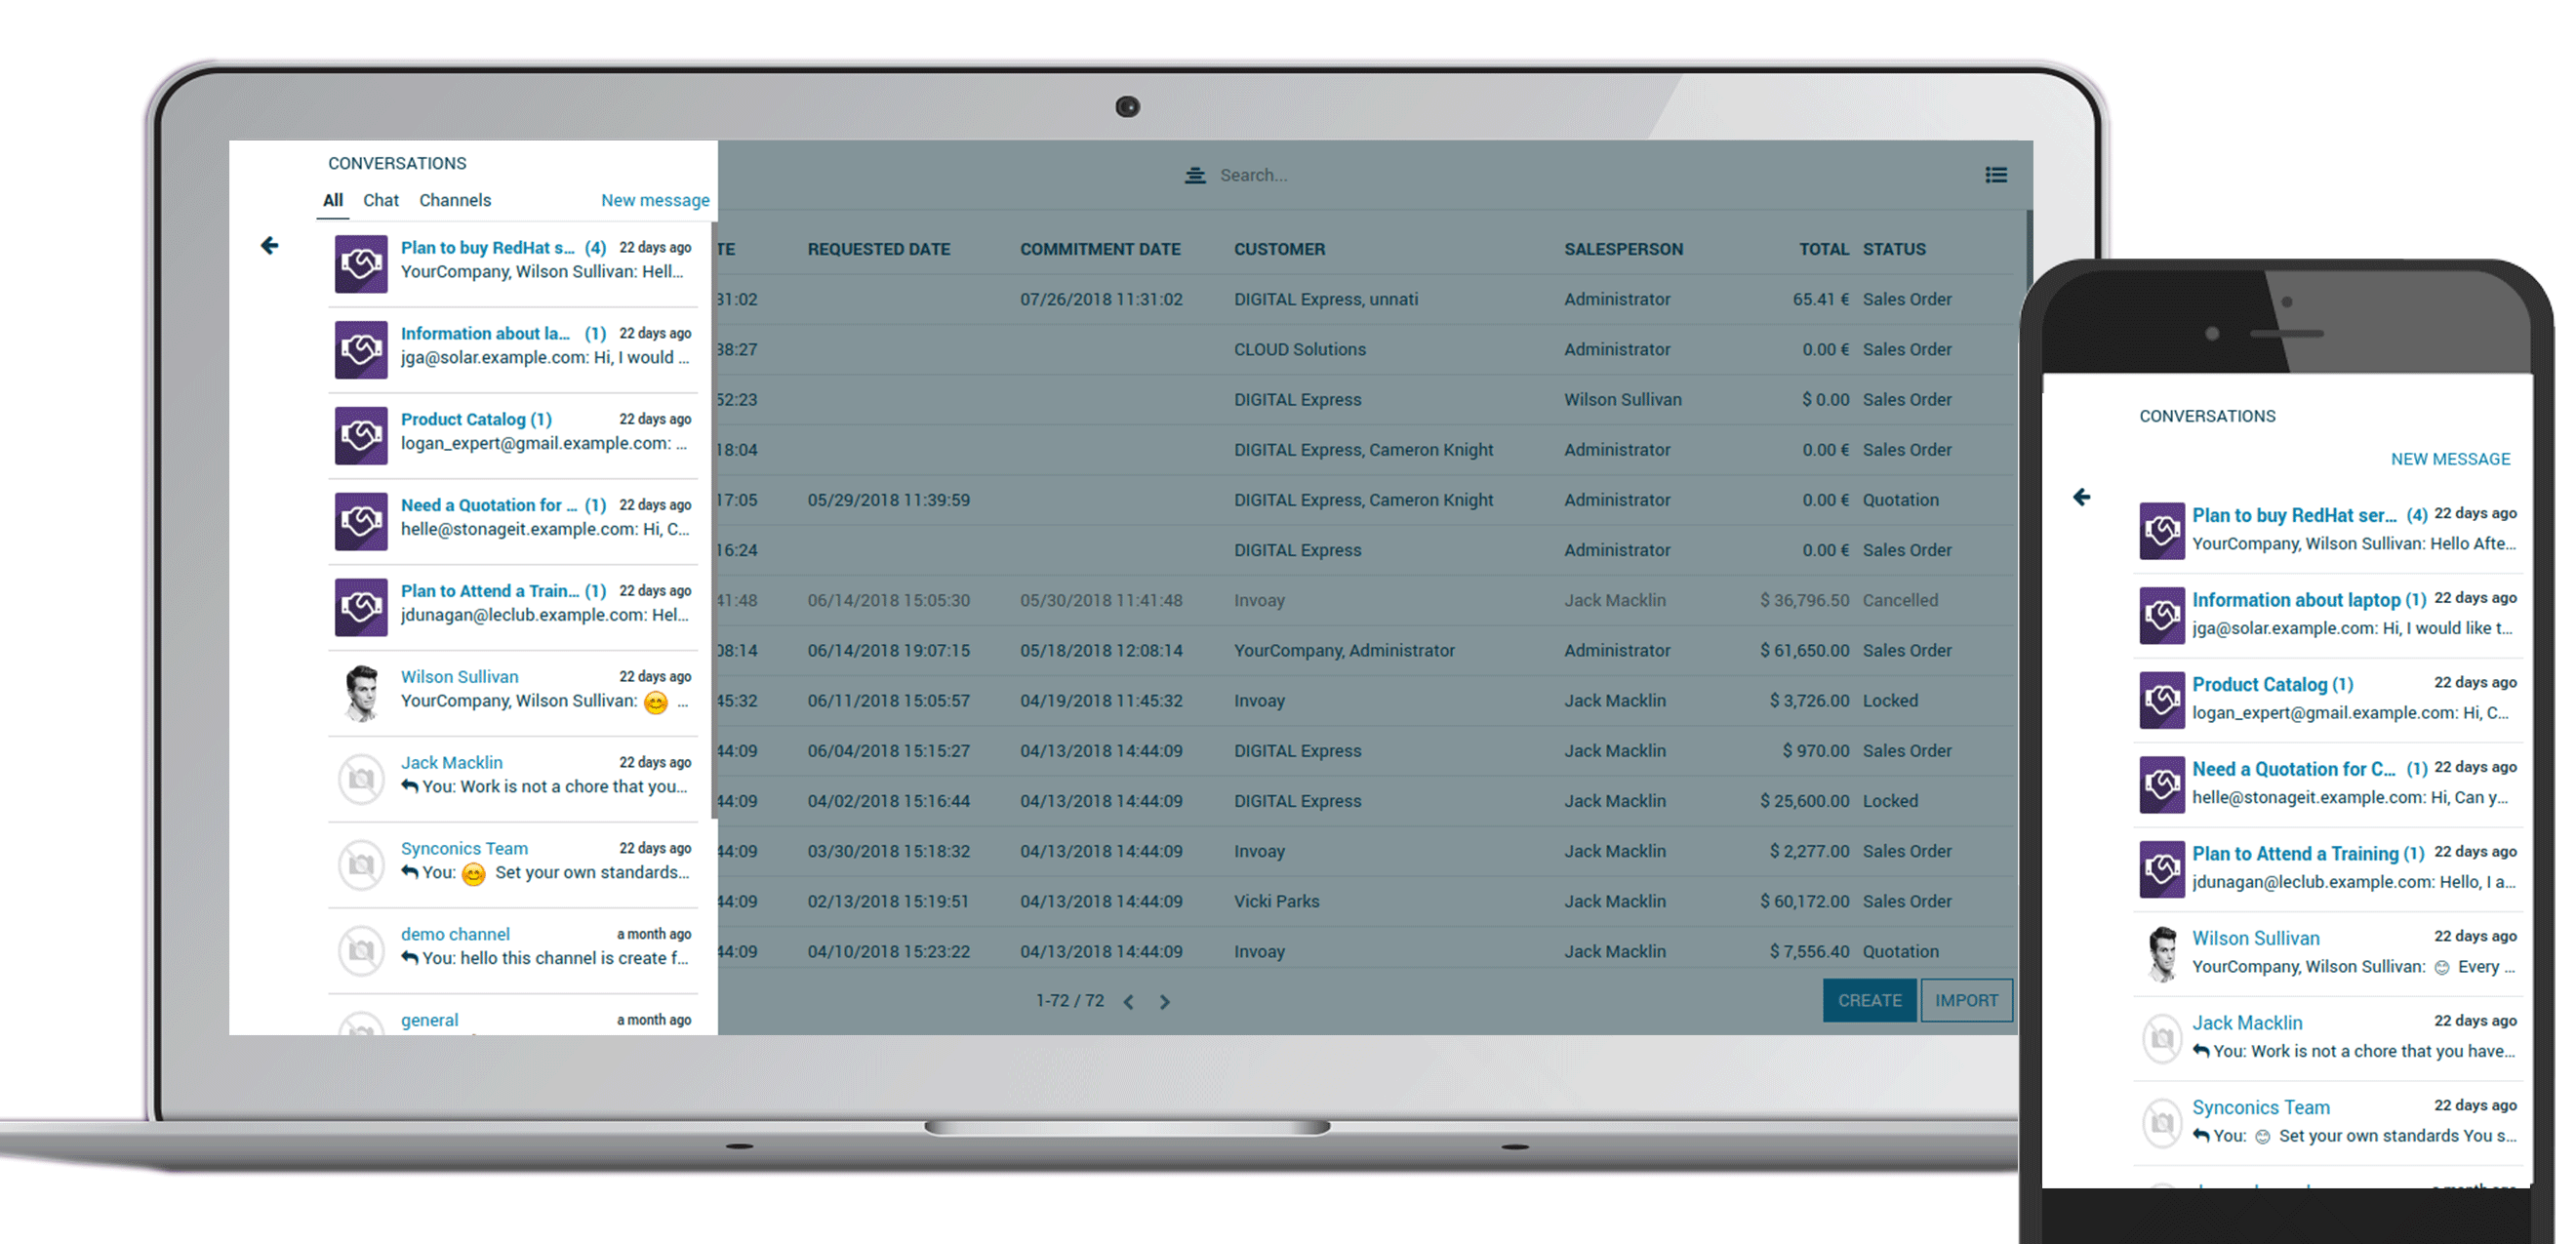 CONVERSATIONS
All Chat Channels New message
Plan to buy RedHat s... (4) 22 days ago
YourCompany, Wilson Sullivan: Hell...
Information about la... (1) 22 days ago
jga@solar.example.com: Hi, I would ...
Product Catalog (1) 22 days ago
logan_expert@gmail.example.com: ...
Need a Quotation for ... (1) 22 days ago
helle@stonageit.example.com: Hi, C...
Plan to Attend a Train... (1) 22 days ago
jdunagan@leclub.example.com: Hel...
Wilson Sullivan 22 days ago
YourCompany, Wilson Sullivan: 😊 ...
Jack Macklin 22 days ago
You: Work is not a chore that you...
Synconics Team 22 days ago
You: 😊 Set your own standards...
demo channel a month ago
You: hello this channel is create f...
general a month ago
Search...
TE REQUESTED DATE COMMITMENT DATE CUSTOMER SALESPERSON TOTAL STATUS
31:02 07/26/2018 11:31:02 DIGITAL Express, unnati Administrator 65.41 € Sales Order
38:27 CLOUD Solutions Administrator 0.00 € Sales Order
52:23 DIGITAL Express Wilson Sullivan $ 0.00 Sales Order
18:04 DIGITAL Express, Cameron Knight Administrator 0.00 € Sales Order
17:05 05/29/2018 11:39:59 DIGITAL Express, Cameron Knight Administrator 0.00 € Quotation
16:24 DIGITAL Express Administrator 0.00 € Sales Order
41:48 06/14/2018 15:05:30 05/30/2018 11:41:48 Invoay Jack Macklin $ 36,796.50 Cancelled
08:14 06/14/2018 19:07:15 05/18/2018 12:08:14 YourCompany, Administrator Administrator $ 61,650.00 Sales Order
45:32 06/11/2018 15:05:57 04/19/2018 11:45:32 Invoay Jack Macklin $ 3,726.00 Locked
44:09 06/04/2018 15:15:27 04/13/2018 14:44:09 DIGITAL Express Jack Macklin $ 970.00 Sales Order
44:09 04/02/2018 15:16:44 04/13/2018 14:44:09 DIGITAL Express Jack Macklin $ 25,600.00 Locked
44:09 03/30/2018 15:18:32 04/13/2018 14:44:09 Invoay Jack Macklin $ 2,277.00 Sales Order
44:09 02/13/2018 15:19:51 04/13/2018 14:44:09 Vicki Parks Jack Macklin $ 60,172.00 Sales Order
44:09 04/10/2018 15:23:22 04/13/2018 14:44:09 Invoay Jack Macklin $ 7,556.40 Quotation
1-72 / 72 CREATE IMPORT
CONVERSATIONS
NEW MESSAGE
Plan to buy RedHat ser... (4) 22 days ago
YourCompany, Wilson Sullivan: Hello Afte...
Information about laptop (1) 22 days ago
jga@solar.example.com: Hi, I would like t...
Product Catalog (1) 22 days ago
logan_expert@gmail.example.com: Hi, C...
Need a Quotation for C... (1) 22 days ago
helle@stonageit.example.com: Hi, Can y...
Plan to Attend a Training (1) 22 days ago
jdunagan@leclub.example.com: Hello, I a...
Wilson Sullivan 22 days ago
YourCompany, Wilson Sullivan: 😊 Every ...
Jack Macklin 22 days ago
You: Work is not a chore that you have...
Synconics Team 22 days ago
You: 😊 Set your own standards You s...